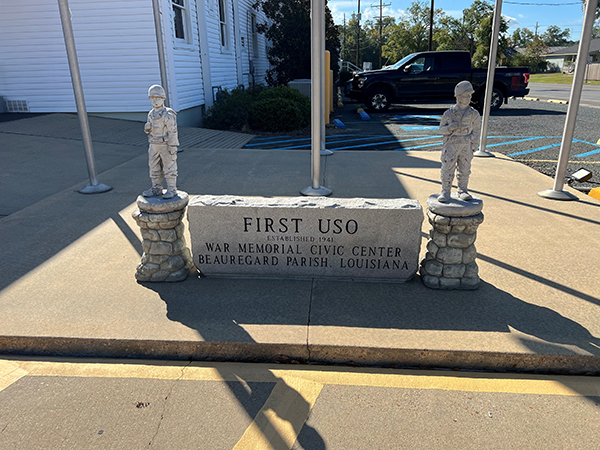 FIRST USO
ESTABLISHED 1941
WAR MEMORIAL CIVIC CENTER
BEAUREGARD PARISH, LOUISIANA